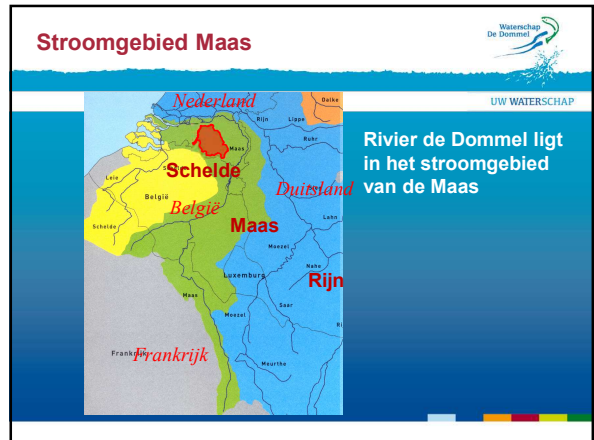 Stroomgebied Maas
Waterschap
De Dommel
UW WATERSCHAP
Rivier de Dommel ligt
in het stroomgebied
van de Maas
Nederland
Dalke
Rijn
Lippe
Ruhr
Maas
Schelde
Leie
Duitsland
België
België
Schelde
Maas
Lahn
Moezel
Nahe
Luxemburg
Rijn
Maas
Saar
Moezel
Frankrijk
Frankrijk
Meurthe